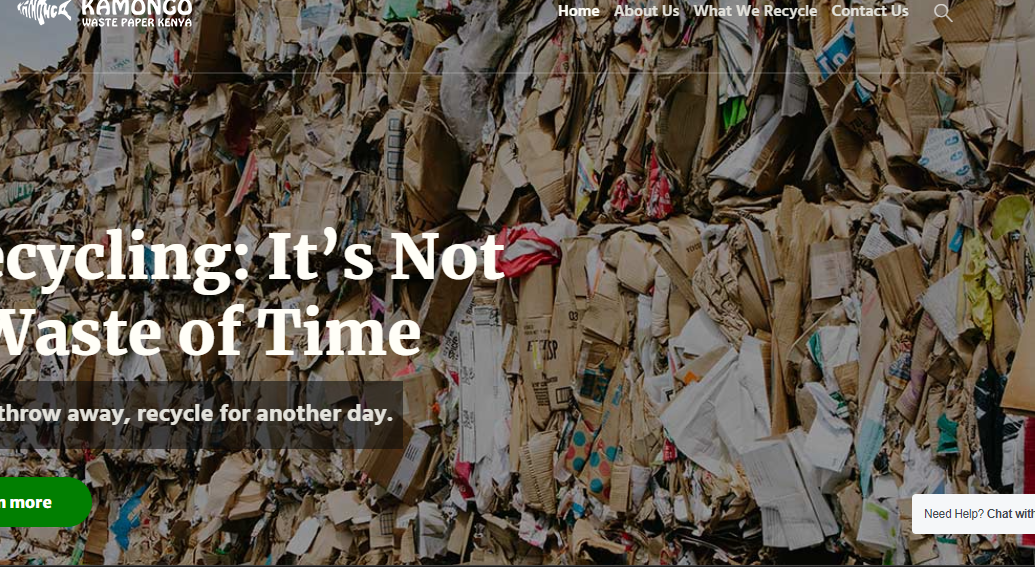 KAMONGO
WASTE PAPER KENYA
Home About Us What We Recycle Contact Us
ecycling: It's Not
Waste of Time
throw away, recycle for another day.
n more
Need Help? Chat with